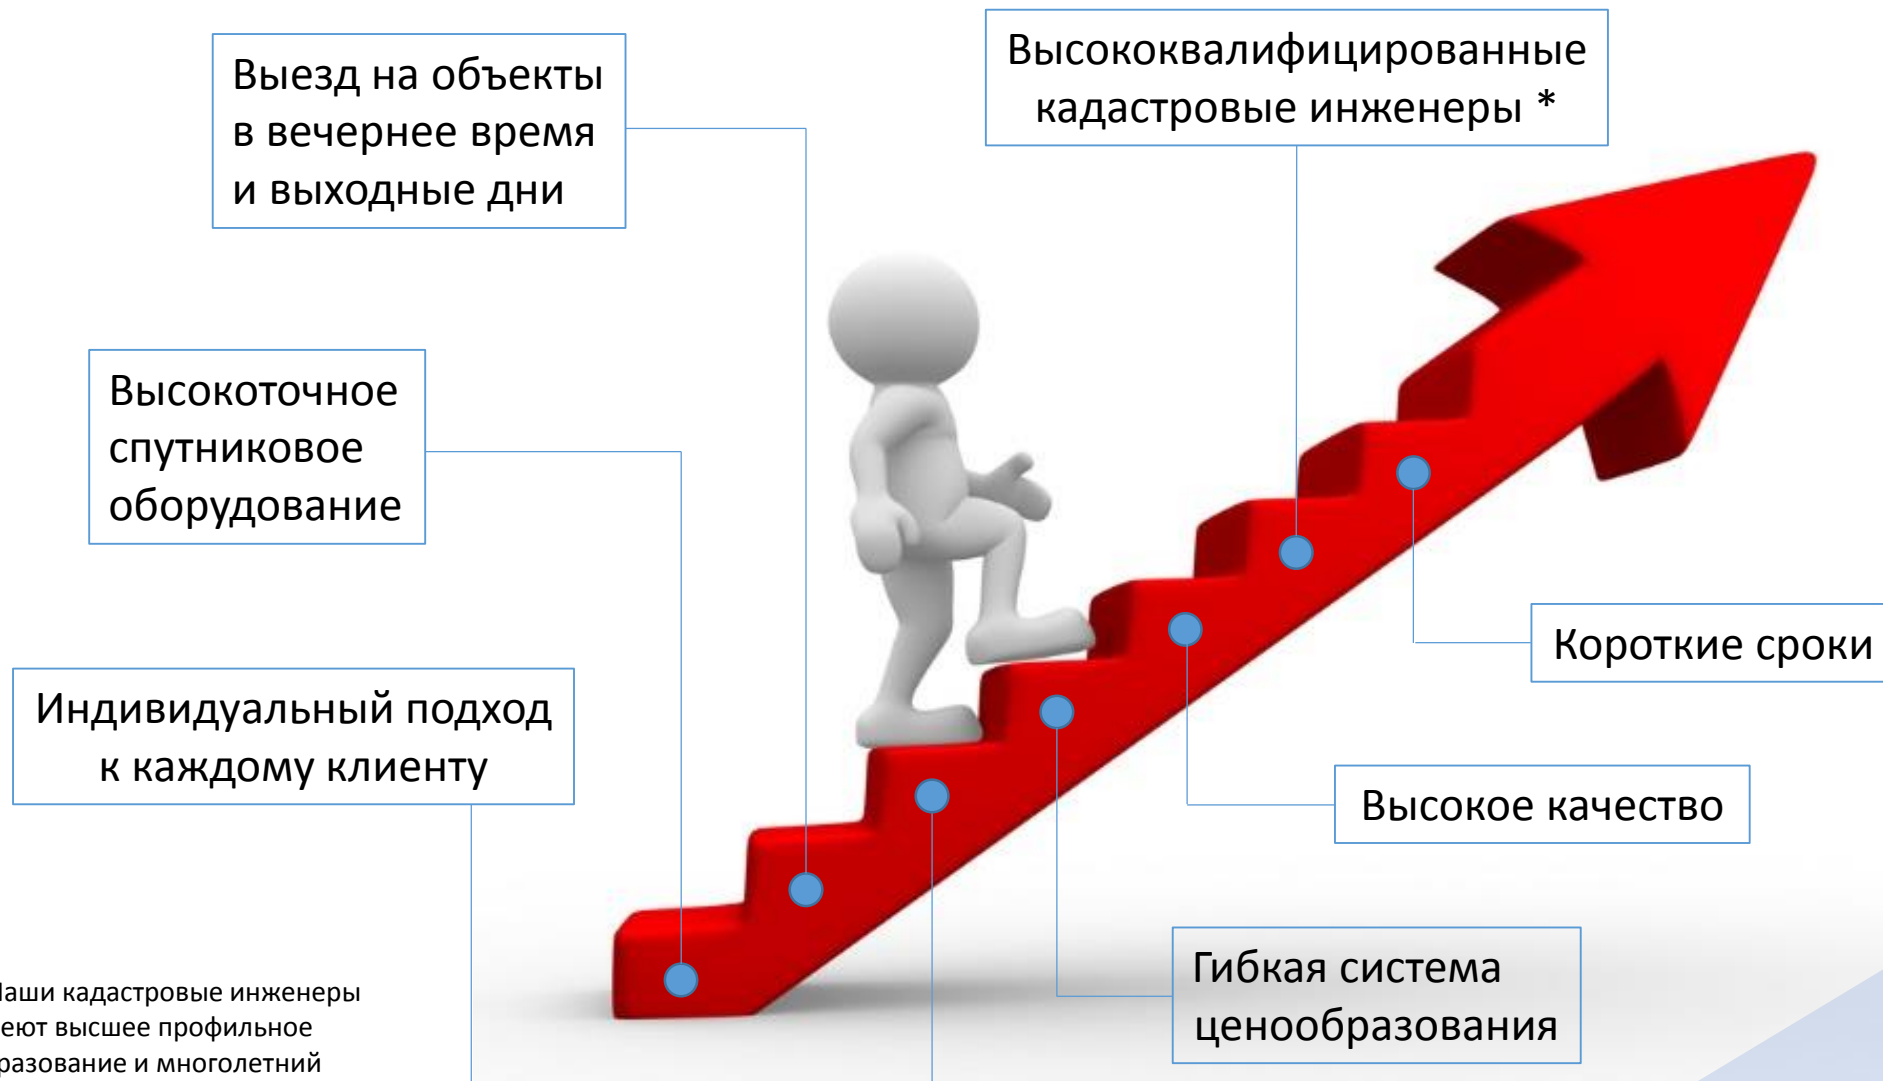 Выезд на объекты
в вечернее время
и выходные дни
Высококвалифицированные
кадастровые инженеры *
Высокоточное
спутниковое
оборудование
Индивидуальный подход
к каждому клиенту
Короткие сроки
Высокое качество
Гибкая система
ценообразования
кадастровые инженеры
высшее профильное
и многолетний